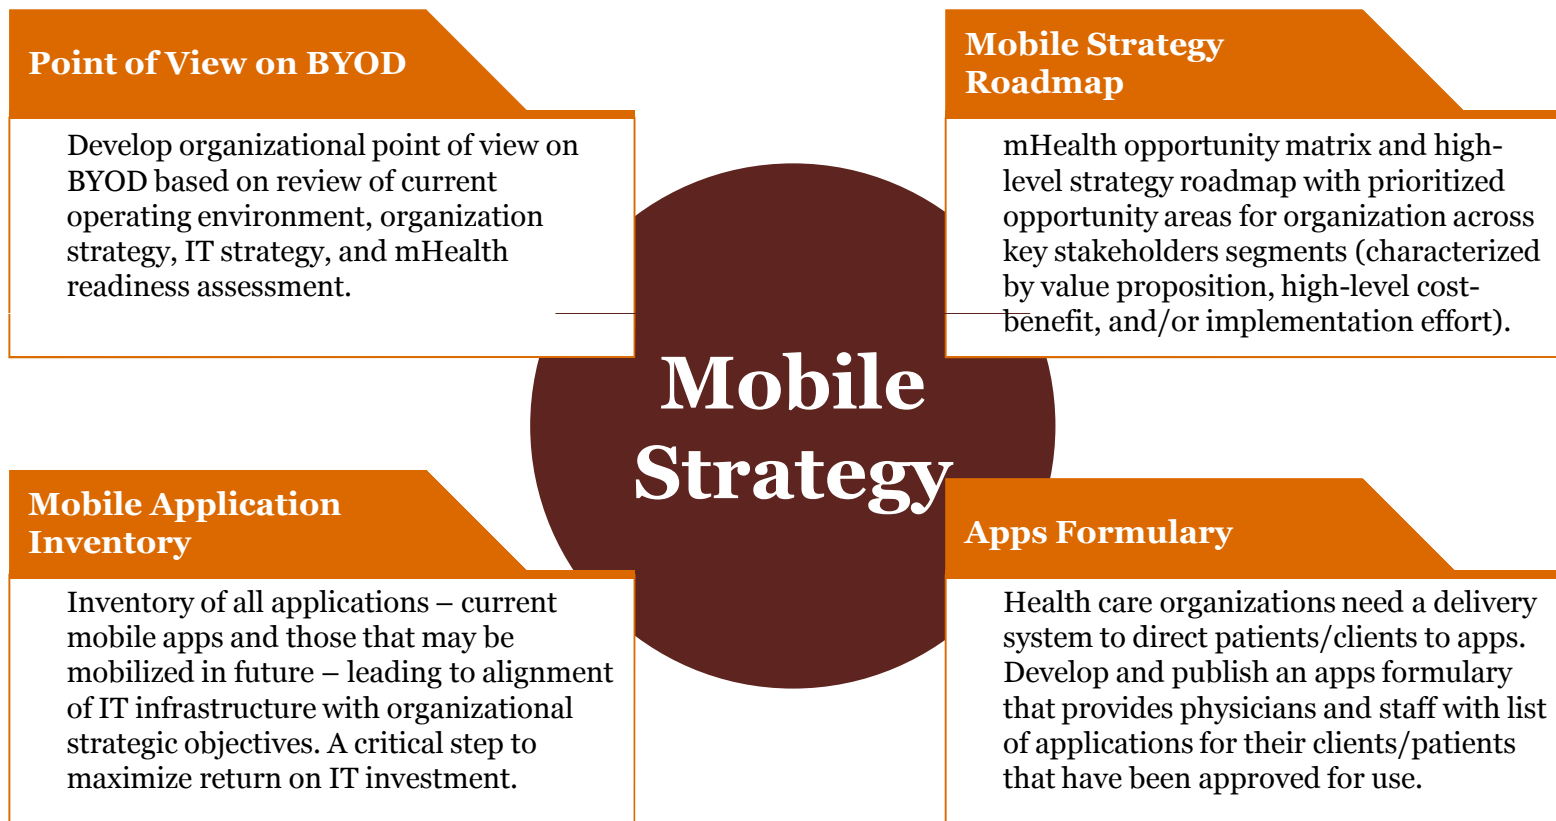 Point of View on BYOD
Develop organizational point of view on
BYOD based on review of current
operating environment, organization
strategy, IT strategy, and mHealth
readiness assessment.
Mobile Strategy
Roadmap
mHealth opportunity matrix and high-
level strategy roadmap with prioritized
opportunity areas for organization across
key stakeholders segments (characterized
by value proposition, high-level cost-
benefit, and/or implementation effort).
Mobile
Strategy
Mobile Application
Inventory
Inventory of all applications – current
mobile apps and those that may be
mobilized in future – leading to alignment
of IT infrastructure with organizational
strategic objectives. A critical step to
maximize return on IT investment.
Apps Formulary
Health care organizations need a delivery
system to direct patients/clients to apps.
Develop and publish an apps formulary
that provides physicians and staff with list
of applications for their clients/patients
that have been approved for use.